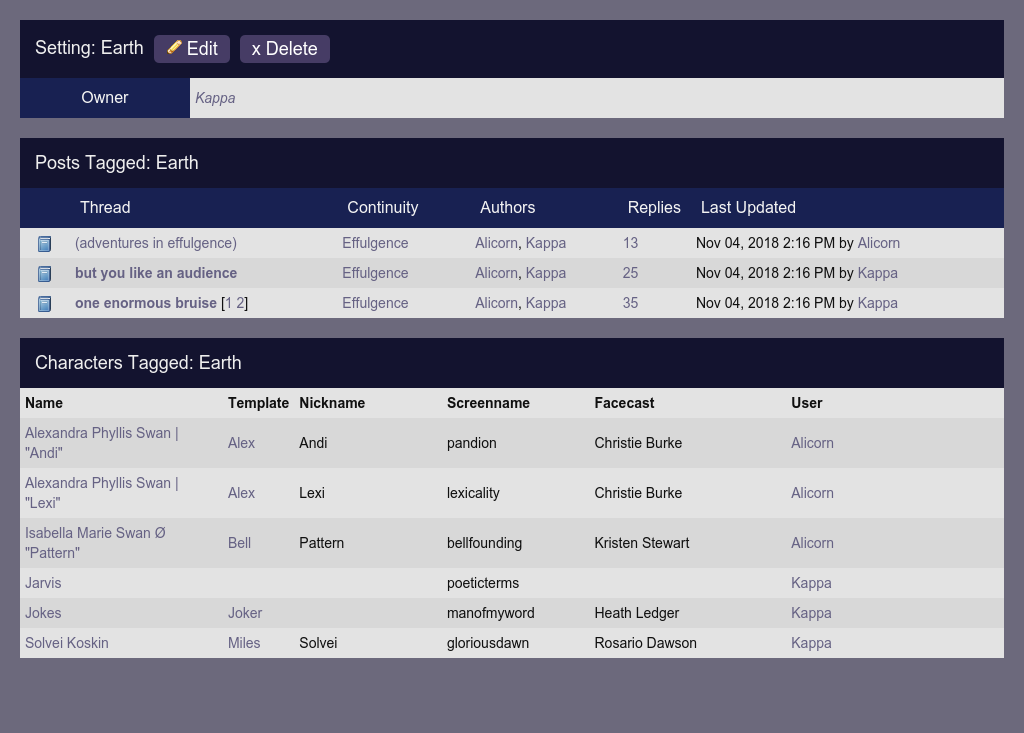 Setting: Earth Edit x Delete
Owner Kappa
Posts Tagged: Earth
Thread Continuity Authors Replies Last Updated
(adventures in effulgence) Effulgence Alicorn, Kappa 13 Nov 04, 2018 2:16 PM by Alicorn
but you like an audience Effulgence Alicorn, Kappa 25 Nov 04, 2018 2:16 PM by Kappa
one enormous bruise [1 2] Effulgence Alicorn, Kappa 35 Nov 04, 2018 2:16 PM by Kappa
Characters Tagged: Earth
Name Template Nickname Screenname Facecast User
Alexandra Phyllis Swan | "Andi" Alex Andi pandion Christie Burke Alicorn
Alexandra Phyllis Swan | "Lexi" Alex Lexi lexicality Christie Burke Alicorn
Isabella Marie Swan Ø "Pattern" Bell Pattern bellfounding Kristen Stewart Alicorn
Jarvis poeticterms Kappa
Jokes Joker manofmyword Heath Ledger Kappa
Solvei Koskin Miles Solvei gloriousdawn Rosario Dawson Kappa